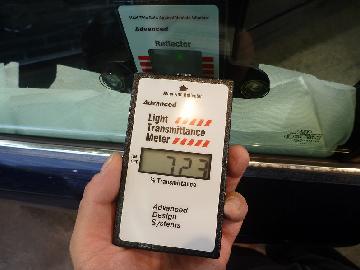 Advanced
Reflector
Advanced
Light
Transmittance
Meter
72.3
% Transmittance
Advanced
Design
Systems